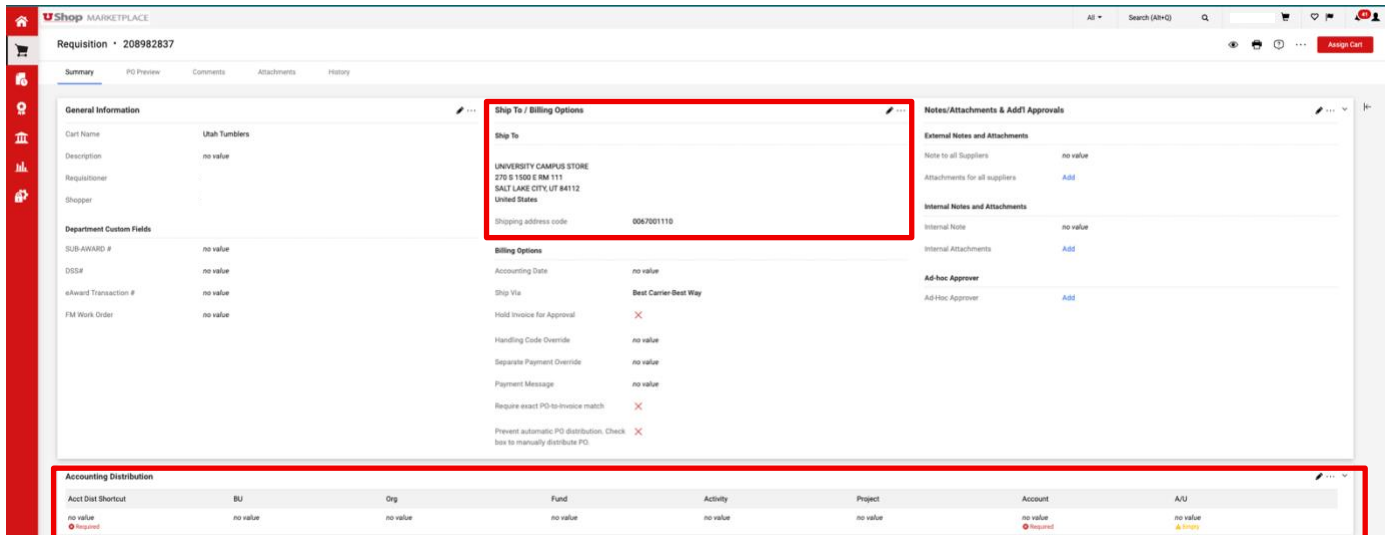 UShop MARKETPLACE
All
Search (Alt+Q)
41
Requisition • 208982837
Assign Cart
Summary
PO Preview
Comments
Attachments
History
General Information
Cart Name
Utah Tumblers
Description
no value
Requisitioner
Shopper
Department Custom Fields
SUB-AWARD #
no value
DSS#
no value
eAward Transaction #
no value
FM Work Order
no value
Ship To / Billing Options
Ship To
UNIVERSITY CAMPUS STORE
270 S 1500 E RM 111
SALT LAKE CITY, UT 84112
United States
Shipping address code
0067001110
Billing Options
Accounting Date
no value
Ship Via
Best Carrier-Best Way
Hold Invoice for Approval
Handling Code Override
no value
Separate Payment Override
no value
Payment Message
no value
Require exact PO-to-Invoice match
Prevent automatic PO distribution. Check
box to manually distribute PO.
Notes/Attachments & Add'l Approvals
External Notes and Attachments
Note to all Suppliers
no value
Attachments for all suppliers
Add
Internal Notes and Attachments
Internal Note
no value
Internal Attachments
Add
Ad-hoc Approver
Ad-Hoc Approver
Add
Accounting Distribution
Acct Dist Shortcut
BU
Org
Fund
Activity
Project
Account
A/U
no value
no value
no value
no value
no value
no value
no value
no value
Required
Required
Empty